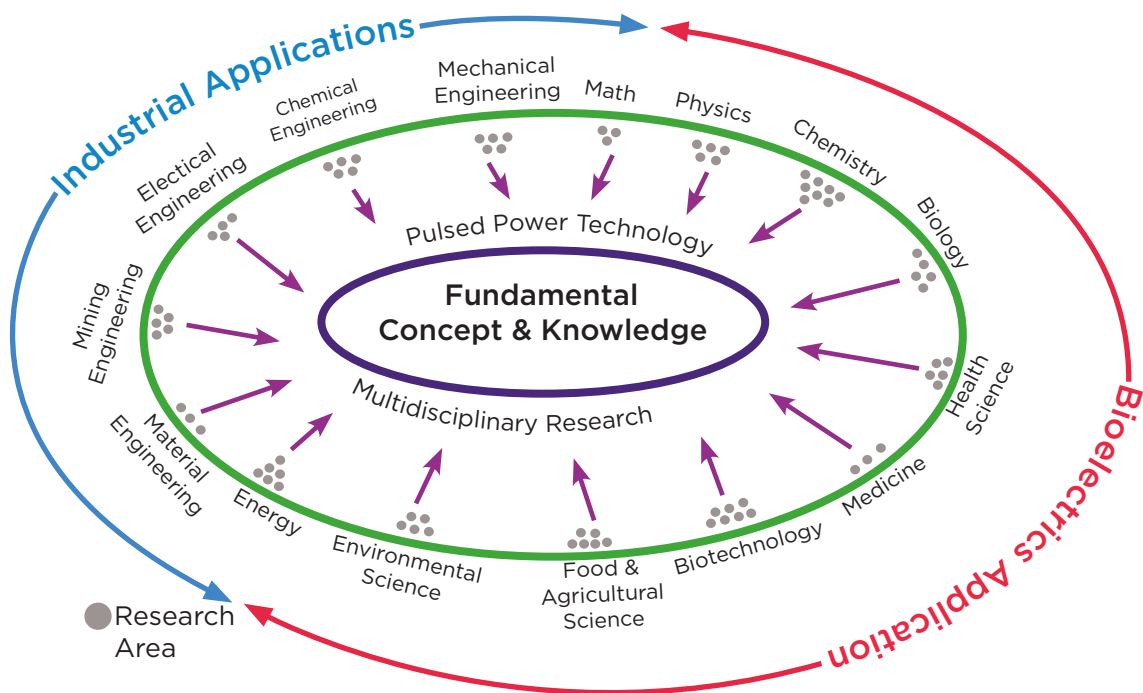 Industrial Applications
Mechanical
Engineering
Math
Physics
Chemical
Engineering
Chemistry
Electical
Engineering
Biology
Pulsed Power Technology
Fundamental
Concept & Knowledge
Mining
Engineering
Multidisciplinary Research
Health
Science
Material
Engineering
Medicine
Energy
Biotechnology
Environmental
Science
Food &
Agricultural
Science
Bioelectrics Application
Research
Area